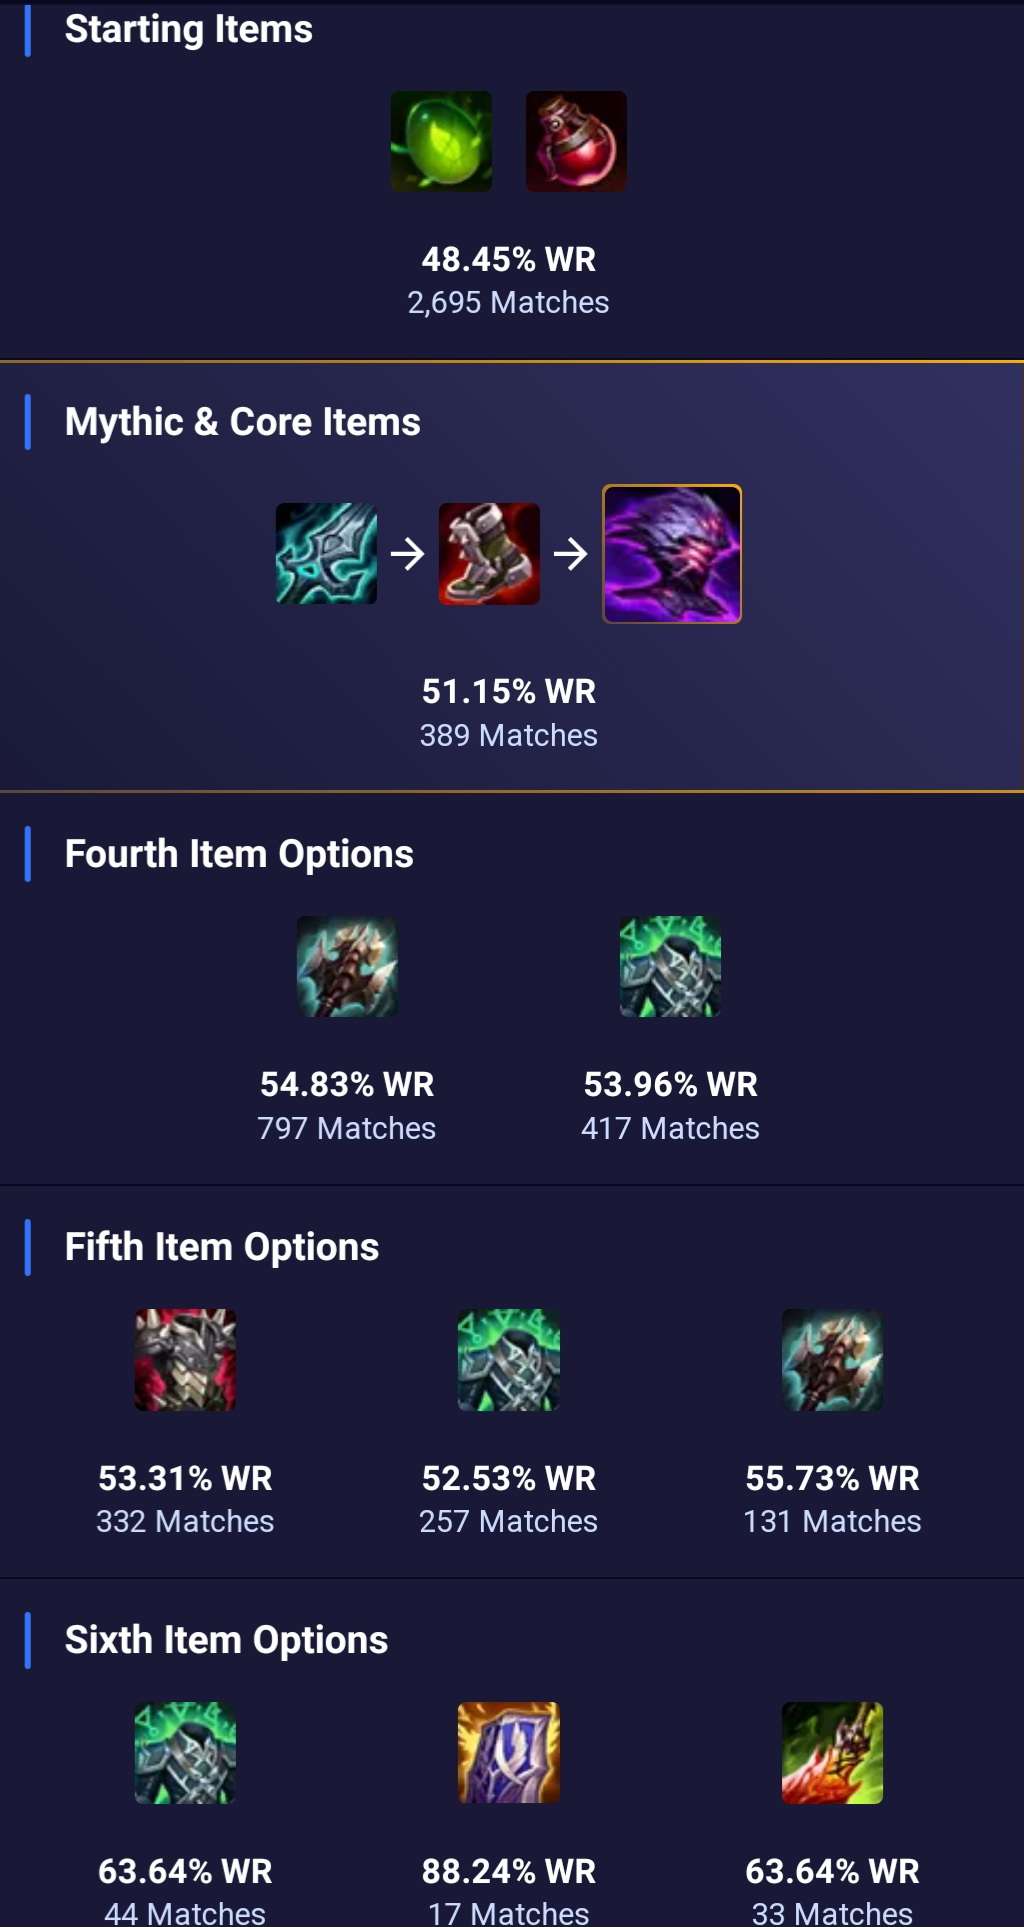 Starting Items
48.45% WR
2,695 Matches
Mythic & Core Items
51.15% WR
389 Matches
Fourth Item Options
54.83% WR 53.96% WR
797 Matches 417 Matches
Fifth Item Options
53.31% WR 52.53% WR 55.73% WR
332 Matches 257 Matches 131 Matches
Sixth Item Options
63.64% WR 88.24% WR 63.64% WR
44 Matches 17 Matches 33 Matches